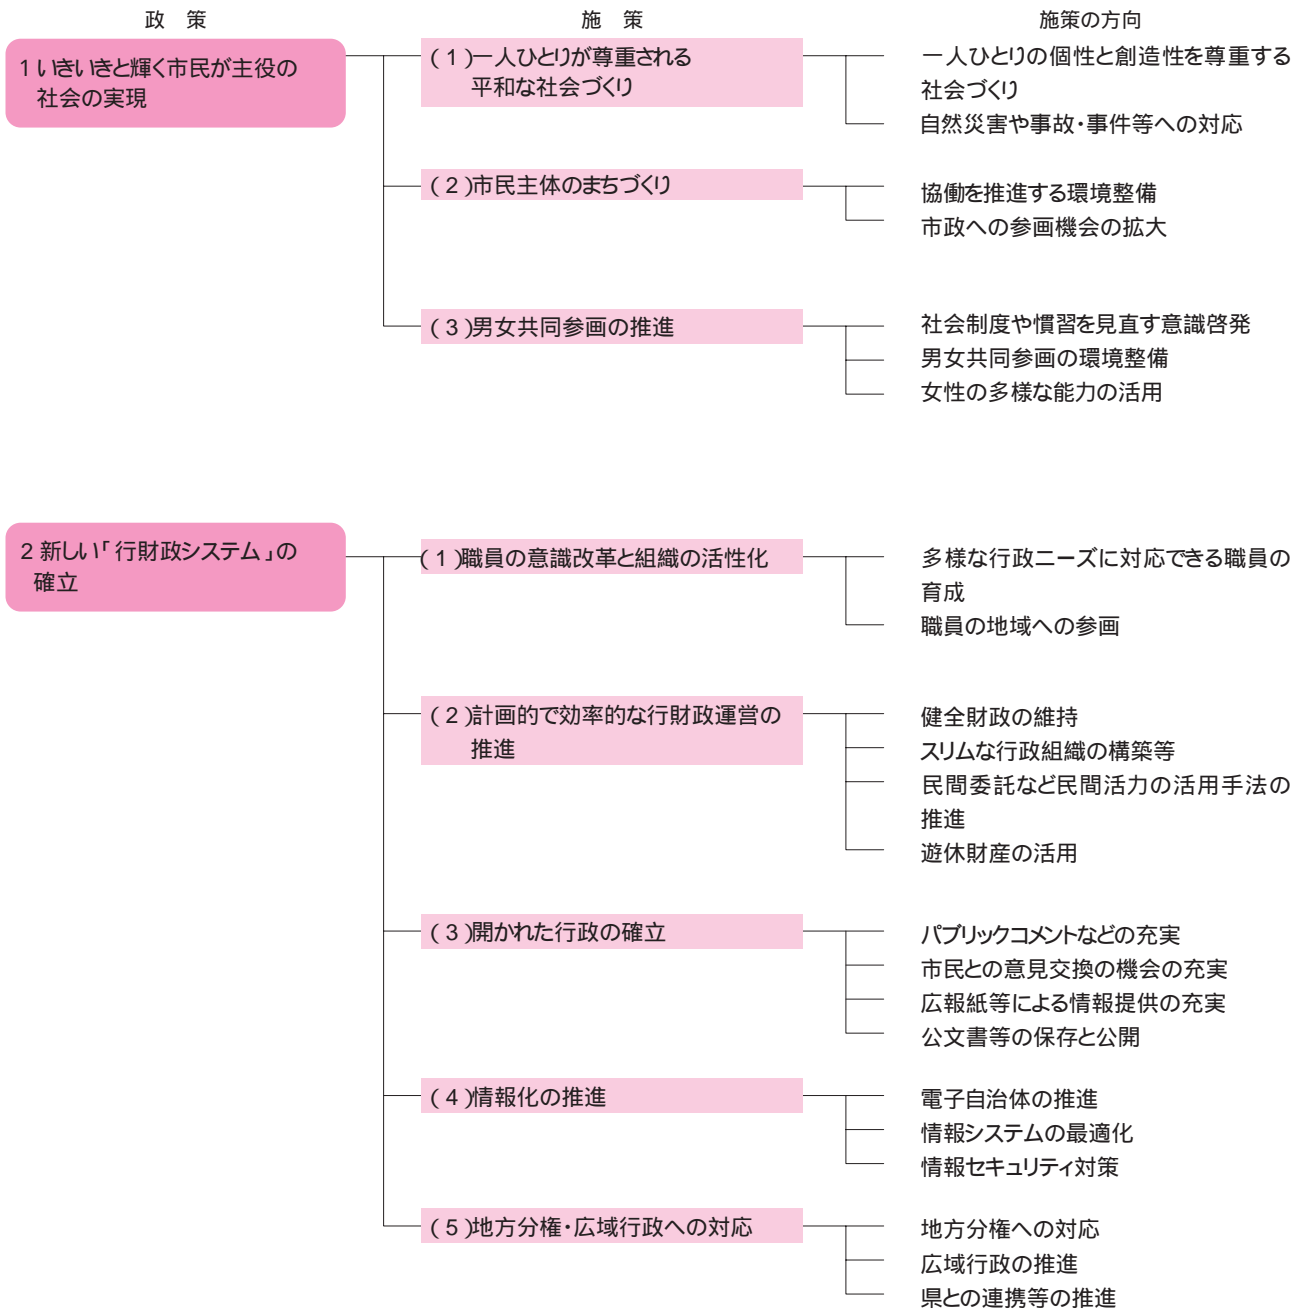 政　策
施　策
施策の方向
1 いきいきと輝く市民が主役の
社会の実現
(1)一人ひとりが尊重される
平和な社会づくり
一人ひとりの個性と創造性を尊重する
社会づくり
自然災害や事故・事件等への対応
(2)市民主体のまちづくり
協働を推進する環境整備
市政への参画機会の拡大
(3)男女共同参画の推進
社会制度や慣習を見直す意識啓発
男女共同参画の環境整備
女性の多様な能力の活用
2 新しい「行財政システム」の
確立
(1)職員の意識改革と組織の活性化
多様な行政ニーズに対応できる職員の
育成
職員の地域への参画
(2)計画的で効率的な行財政運営の
推進
健全財政の維持
スリムな行政組織の構築等
民間委託など民間活力の活用手法の
推進
遊休財産の活用
(3)開かれた行政の確立
パブリックコメントなどの充実
市民との意見交換の機会の充実
広報紙等による情報提供の充実
公文書等の保存と公開
(4)情報化の推進
電子自治体の推進
情報システムの最適化
情報セキュリティ対策
(5)地方分権・広域行政への対応
地方分権への対応
広域行政の推進
県との連携等の推進